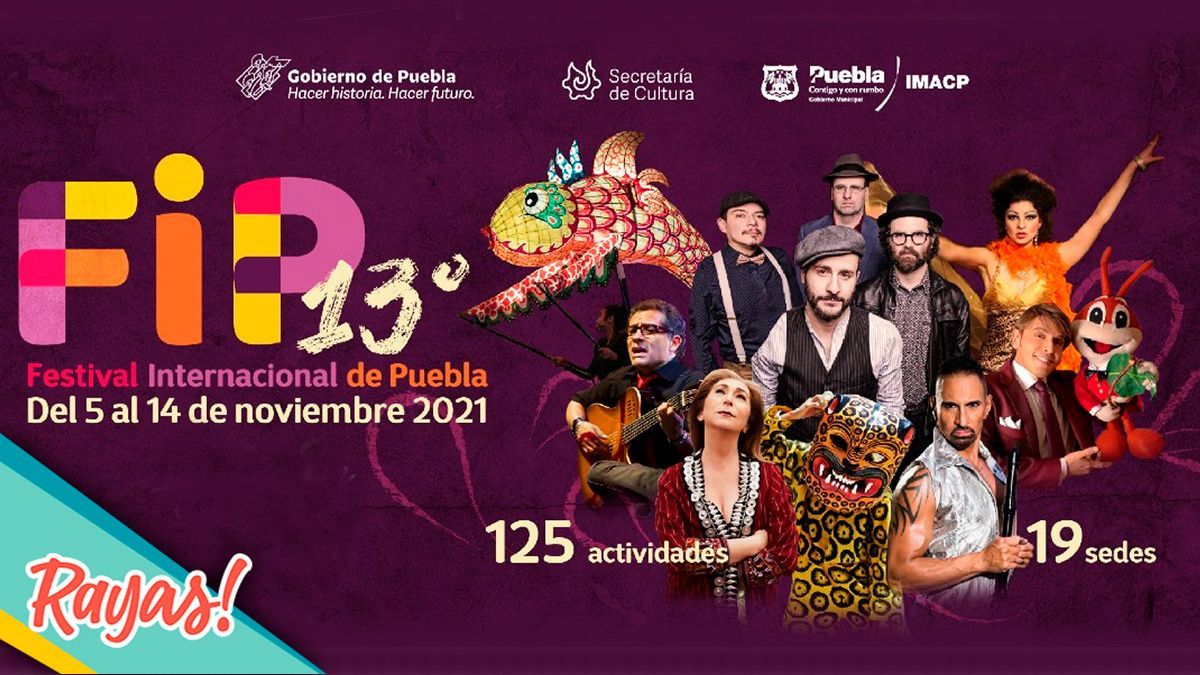 Gobierno de Puebla
Hacer historia. Hacer futuro.
Secretaría
de Cultura
Puebla
Contigo y con rumbo
Gobierno Municipal
IMACP
FiP
13º
Festival Internacional de Puebla
Del 5 al 14 de noviembre 2021
125 actividades
19 sedes
Rayas!